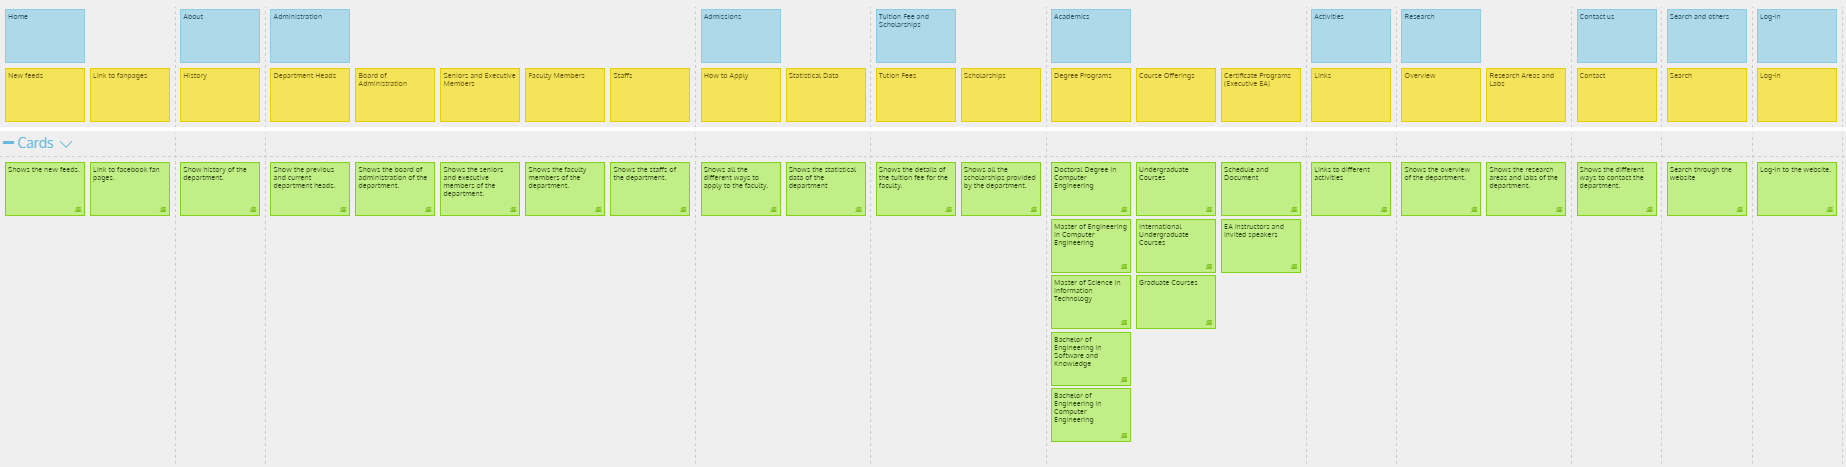 Home
About
Administration
Admissions
Tuition Fee and
Scholarships
Academics
Activities
Research
Contact us
Search and others
Log-in
New feeds
Link to fanpages
History
Department Heads
Board of
Administration
Seniors and Executive
Members
Faculty Members
Staffs
How to Apply
Statistical Data
Tution Fees
Scholarships
Degree Programs
Course Offerings
Certificate Programs
(Executive EA)
Links
Overview
Research Areas and
Labs
Contact
Search
Log-in
Cards
Shows the new feeds.
Link to facebook fan
pages.
Show history of the
department.
Show the previous
and current
department heads.
Shows the board of
administration of the
department.
Shows the seniors
and executive
members of the
department.
Shows the faculty
members of the
department.
Shows the staffs of
the department.
Shows all the
different ways to
apply to the faculty.
Shows the statistical
data of the
department
Shows the details of
the tuition fee for the
faculty.
Shows all the
scholarships provided
by the department.
Doctoral Degree in
Computer
Engineering
Undergraduate
Courses
Schedule and
Document
Links to different
activities
Shows the overview
of the department.
Shows the research
areas and labs of the
department.
Shows the different
ways to contact the
department.
Search through the
website
Log-in to the website.
Master of Engineering
in Computer
Engineering
International
Undergraduate
Courses
EA instructors and
invited speakers
Master of Science in
Information
Technology
Graduate Courses
Bachelor of
Engineering in
Software and
Knowledge
Bachelor of
Engineering in
Computer
Engineering